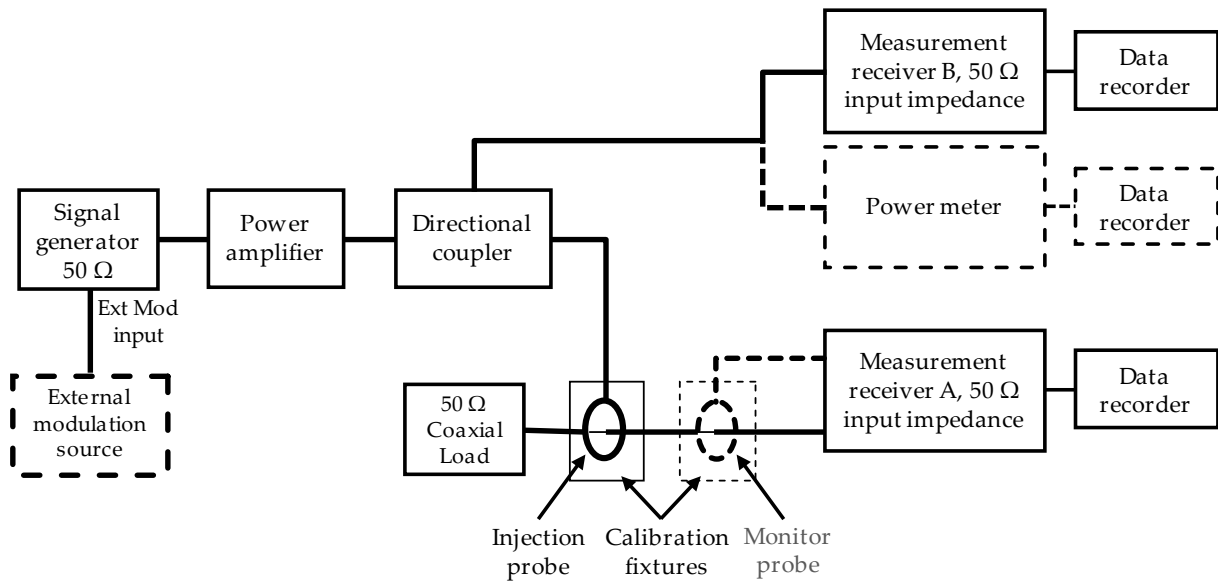 Measurement
receiver B, 50 Ω
input impedance
Data
recorder
Power meter
Data
recorder
Signal
generator
50 Ω
Power
amplifier
Directional
coupler
Ext Mod
input
External
modulation
source
50 Ω
Coaxial
Load
Measurement
receiver A, 50 Ω
input impedance
Data
recorder
Injection
probe
Calibration
fixtures
Monitor
probe